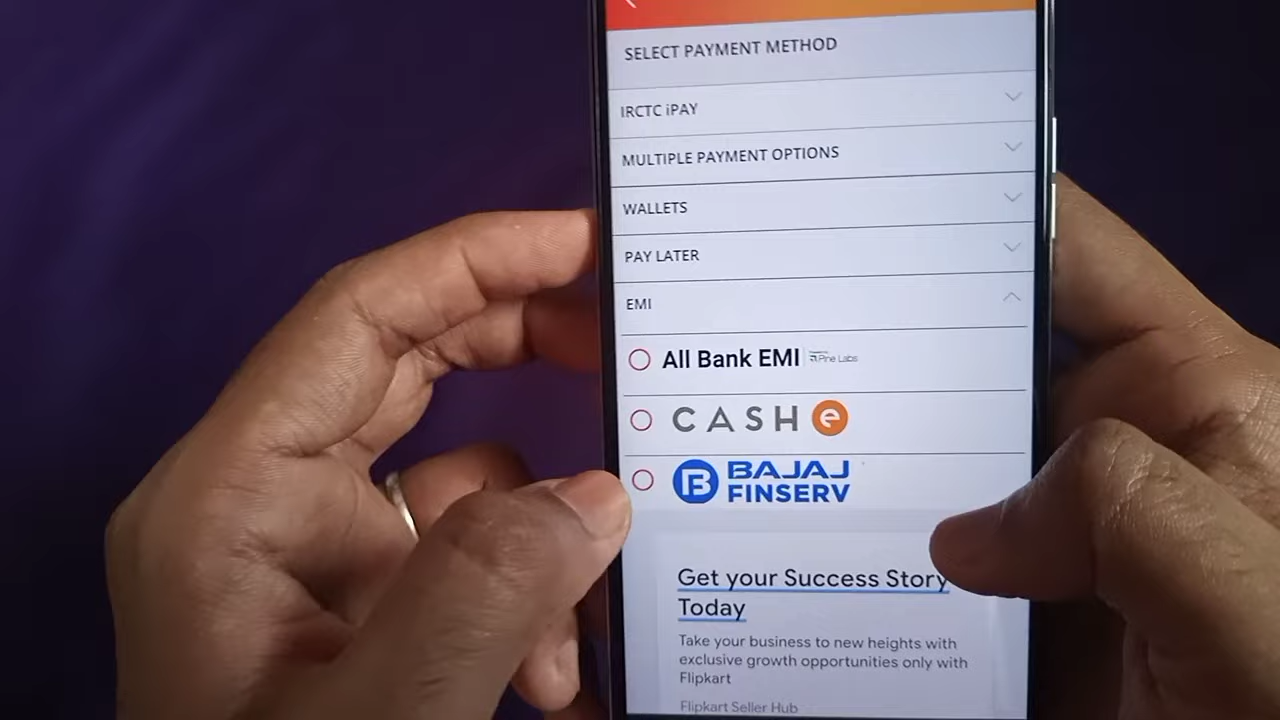 SELECT PAYMENT METHOD
IRCTC iPAY
MULTIPLE PAYMENT OPTIONS
WALLETS
PAY LATER
EMI
All Bank EMI Pine Labs
CASHe
BAJAJ
FINSERV
Get your Success Story
Today
Take your business to new heights with
exclusive growth opportunities only with
Flipkart
Flipkart Seller Hub